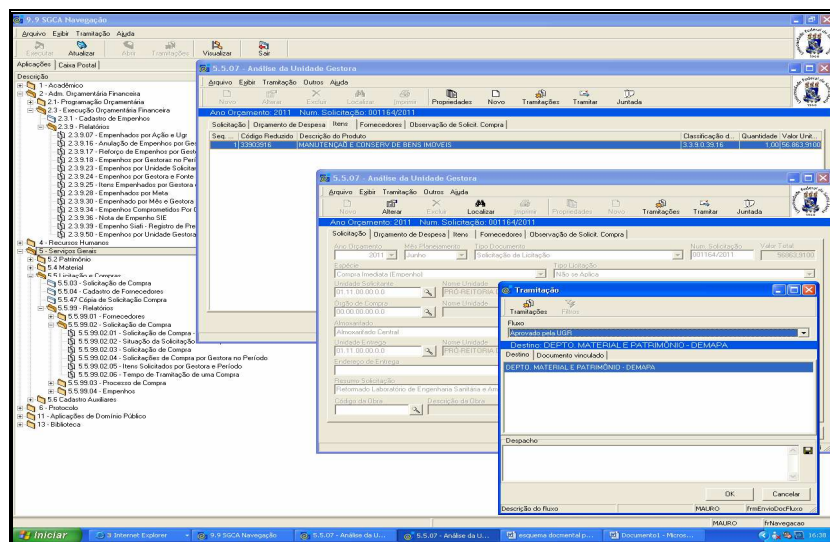 9.9 SGCA Navegação
Arquivo Exibir Tramitação Ajuda
Executar Atualizar Abrir Tramitações Visualizar Sair
Aplicações Caixa Postal
Descrição
1 - Acadêmico
2 - Adm. Orçamentária Financeira
2.1- Programação Orçamentária
2.3 - Execução Orçamentária Financeira
2.3.1 - Cadastro de Empenhos
2.3.9 - Relatórios
2.3.9.07 - Empenhados por Ação e Ugr
2.3.9.16 - Anulação de Empenhos por Ges
2.3.9.17 - Reforço de Empenhos por Gest
2.3.9.18 - Empenhos por Gestoras no Perí
2.3.9.23 - Empenhos por Unidade Solicitan
2.3.9.24 - Empenhos por Gestora e Fonte
2.3.9.25 - Itens Empenhados por Gestora
2.3.9.28 - Empenhados por Meta
2.3.9.30 - Empenhado por Mês e Gestora
2.3.9.34 - Empenhos Comprometidos Por
2.3.9.36 - Nota de Empenho SIE
2.3.9.39 - Empenho Siafi - Registro de Pre
2.3.9.50 - Empenhos por Unidade Gestora
4 - Recursos Humanos
5 - Serviços Gerais
5.2 Patrimônio
5.4 Material
5.5 Licitação e Compras
5.5.03 - Solicitação de Compra
5.5.04 - Cadastro de Fornecedores
5.5.47 Cópia de Solicitação Compra
5.5.99 - Relatórios
5.5.99.01 - Fornecedores
5.5.99.02 - Solicitação de Compra
5.5.99.02.01 - Solicitação de Compra -
5.5.99.02.02 - Situação da Solicitação
5.5.99.02.03 - Solicitação de Compra
5.5.99.02.04 - Solicitações de Compra por Gestora no Período
5.5.99.02.05 - Itens Solicitados por Gestora e Período
5.5.99.02.06 - Tempo de Tramitação de uma Compra
5.5.99.03 - Processo de Compra
5.5.99.04 - Empenhos
5.6 Cadastro Auxiliares
6 - Protocolo
11 - Aplicações de Domínio Público
13 - Biblioteca
5.5.07 - Análise da Unidade Gestora
Arquivo Exibir Tramitação Outros Ajuda
Novo Alterar Excluir Localizar Imprimir Propriedades Novo Tramitações Tramitar Juntada
Ano Orçamento: 2011 Num. Solicitação: 001164/2011
Solicitação Orçamento de Despesa Itens Fornecedores Observação de Solicit. Compra
Seq. ... Código Reduzido Descrição do Produto Classificação d... Quantidade Valor Unit...
1 33903916 MANUTENÇAÕ E CONSERV DE BENS IMOVEIS 3.3.9.0.39.16 1,00 56.863,9100
5.5.07 - Análise da Unidade Gestora
Arquivo Exibir Tramitação Outros Ajuda
Novo Alterar Excluir Localizar Imprimir Propriedades Novo Tramitações Tramitar Juntada
Ano Orçamento: 2011 Num. Solicitação: 001164/2011
Solicitação Orçamento de Despesa Itens Fornecedores Observação de Solicit. Compra
Ano Orçamento Mês Planejamento Tipo Documento Num. Solicitação Valor Total
2011 Junho Solicitação de Licitação 001164/2011 56863,9100
Espécie Tipo Licitação
Compra Imediata (Empenho) Não se Aplica
Unidade Solicitante Nome Unidade
01.11.00.00.0.0 PRÓ-REITORIA
Órgão de Compra Nome Unidade
00.00.00.00.0.0
Almoxarifado
Almoxarifado Central
Unidade Entrega Nome Unidade
01.11.00.00.0.0 PRÓ-REITORIA
Endereço de Entrega
Resumo Solicitação
Retormado Laboratório de Engenharia Sanitária e Am
Código da Obra Descrição da Obra
Tramitação
Tramitações Filtros
Fluxo
Aprovado pela UGR
Destino: DEPTO. MATERIAL E PATRIMÔNIO - DEMAPA
Destino Documento vinculado
DEPTO. MATERIAL E PATRIMÔNIO - DEMAPA
Despacho
OK Cancelar
Descrição do fluxo MAURO frmEnvioDocFluxo
MAURO frNavegacao
Iniciar 3 Internet Explorer 9.9 SGCA Navegação 5.5.07 - Análise da U... 5.5.07 - Análise da U... esquema docmental p... Documento1 - Micros... 16:38